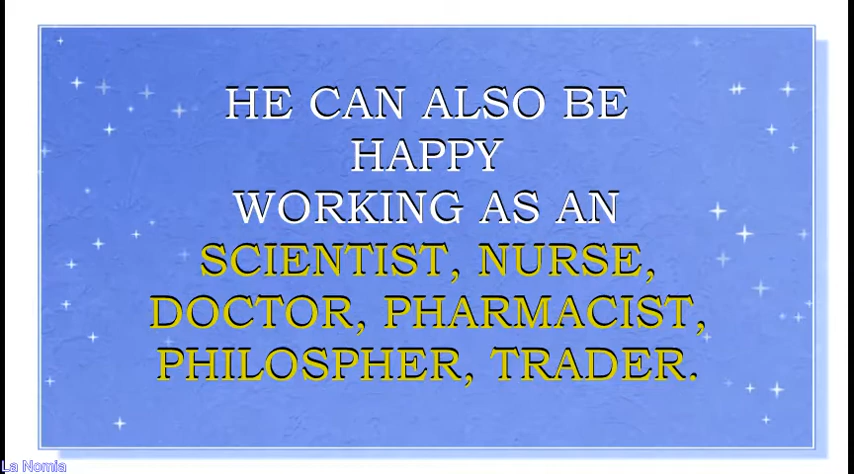 HE CAN ALSO BE
HAPPY
WORKING AS AN
SCIENTIST, NURSE,
DOCTOR, PHARMACIST,
PHILOSPHER, TRADER.
La Nomia